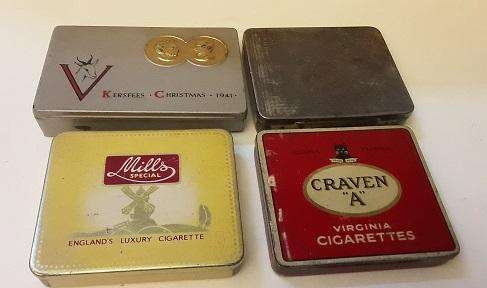 V
KERSFEES · CHRISTMAS · 1941 ·
Mills
SPECIAL
ENGLAND'S LUXURY CIGARETTE
CRAVEN
"A"
VIRGINIA
CIGARETTES